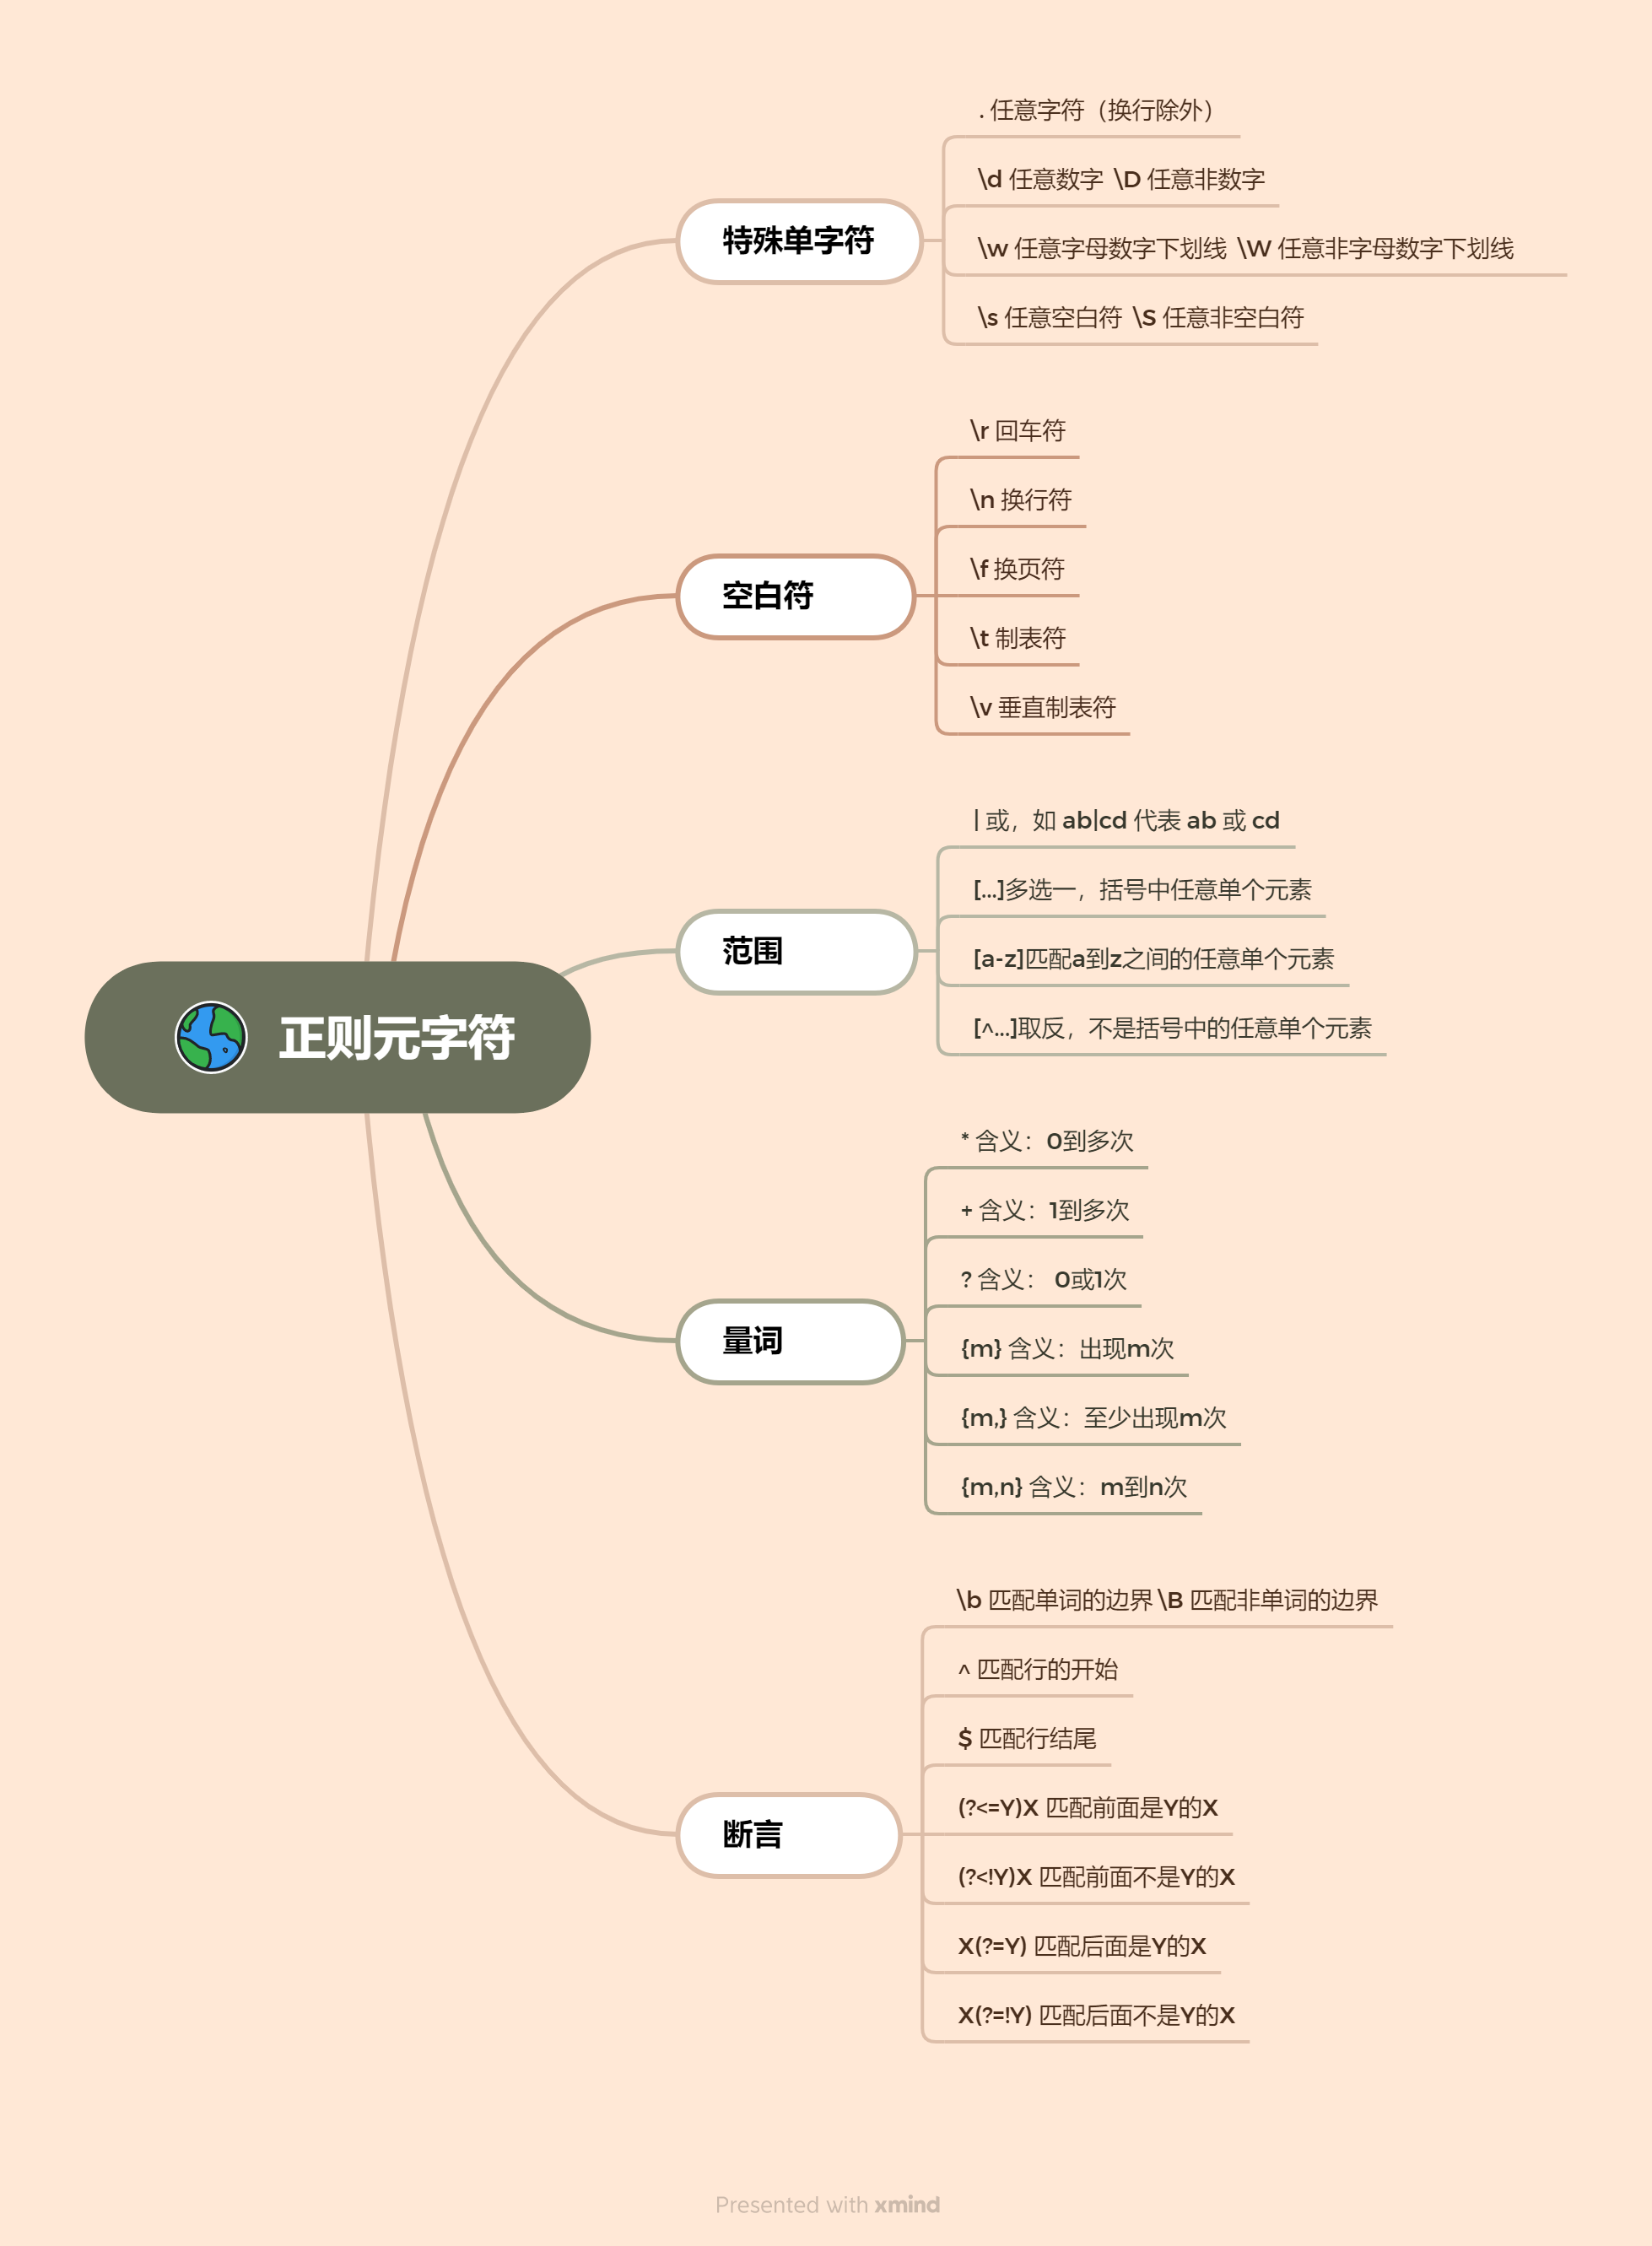 . 任意字符（换行除外）
\d 任意数字 \D 任意非数字
特殊单字符
\w 任意字母数字下划线 \W 任意非字母数字下划线
\s 任意空白符 \S 任意非空白符
\r 回车符
\n 换行符
空白符
\f 换页符
\t 制表符
\v 垂直制表符
| 或，如 ab|cd 代表 ab 或 cd
[...]多选一，括号中任意单个元素
范围
[a-z]匹配a到z之间的任意单个元素
[^...]取反，不是括号中的任意单个元素
正则元字符
* 含义：0到多次
+ 含义：1到多次
? 含义： 0或1次
量词
{m} 含义：出现m次
{m,} 含义：至少出现m次
{m,n} 含义：m到n次
\b 匹配单词的边界 \B 匹配非单词的边界
^ 匹配行的开始
$ 匹配行结尾
(?<=Y)X 匹配前面是Y的X
断言
(?<!Y)X 匹配前面不是Y的X
X(?=Y) 匹配后面是Y的X
X(?=!Y) 匹配后面不是Y的X
Presented with xmind